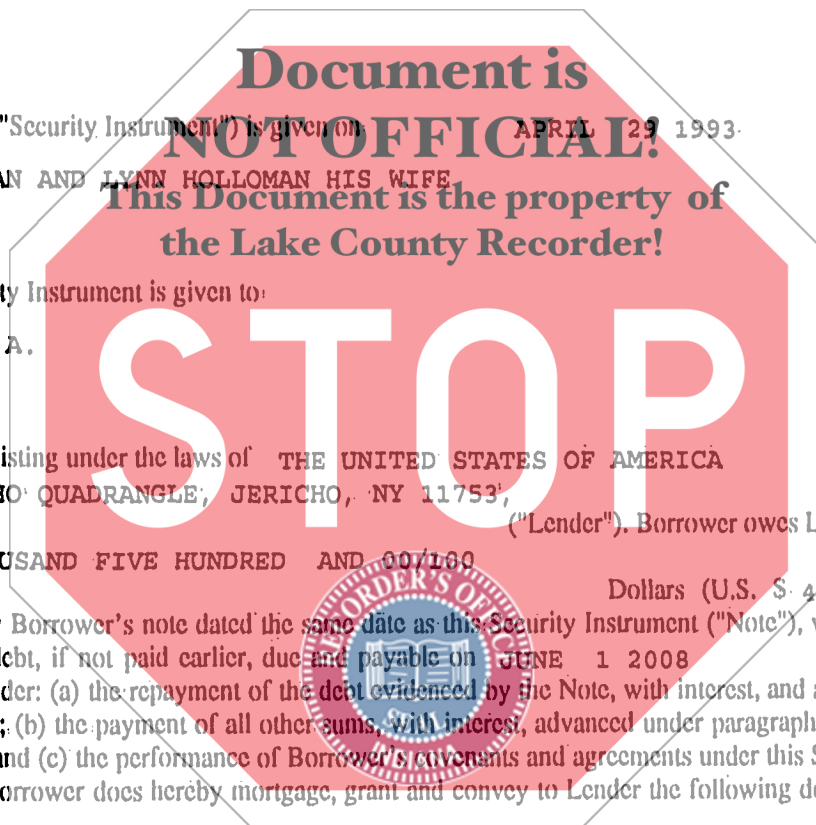 Document is
"Security Instrument") is given on APRIL 29 1993
NOT OFFICIAL!
AN AND LYNN HOLLOMAN HIS WIFE
This Document is the property of
the Lake County Recorder!
ty Instrument is given to
A.
STOP
isting under the laws of THE UNITED STATES OF AMERICA
O QUADRANGLE, JERICHO, NY 11753,
("Lender"). Borrower owes L
USAND FIVE HUNDRED AND 00/100
Dollars (U.S. $ 4
Borrower's note dated the same date as this Security Instrument ("Note"),
ebt, if not paid earlier, due and payable on JUNE 1 2008
der: (a) the repayment of the debt evidenced by the Note, with interest, and a
; (b) the payment of all other sums, with interest, advanced under paragraph
nd (c) the performance of Borrower's covenants and agreements under this S
orrower does hereby mortgage, grant and convey to Lender the following de
RECORDER'S OFFICE
SEAL
INDIANA